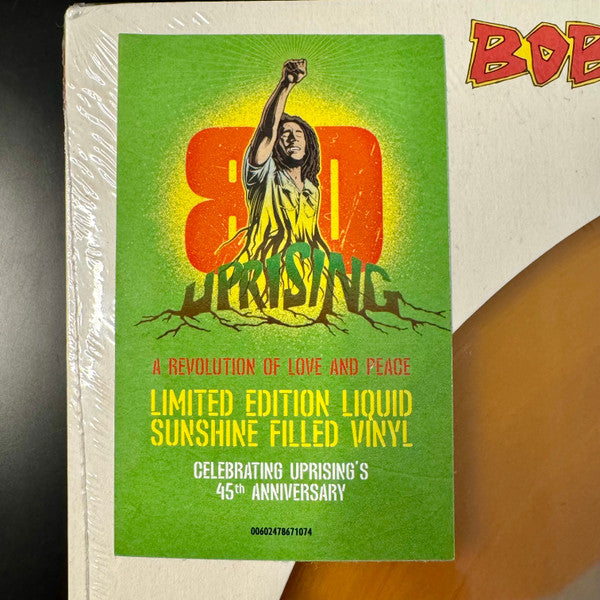 BOB
80
UPRISING
A REVOLUTION OF LOVE AND PEACE
LIMITED EDITION LIQUID
SUNSHINE FILLED VINYL
CELEBRATING UPRISING'S
45th ANNIVERSARY
00602478671074